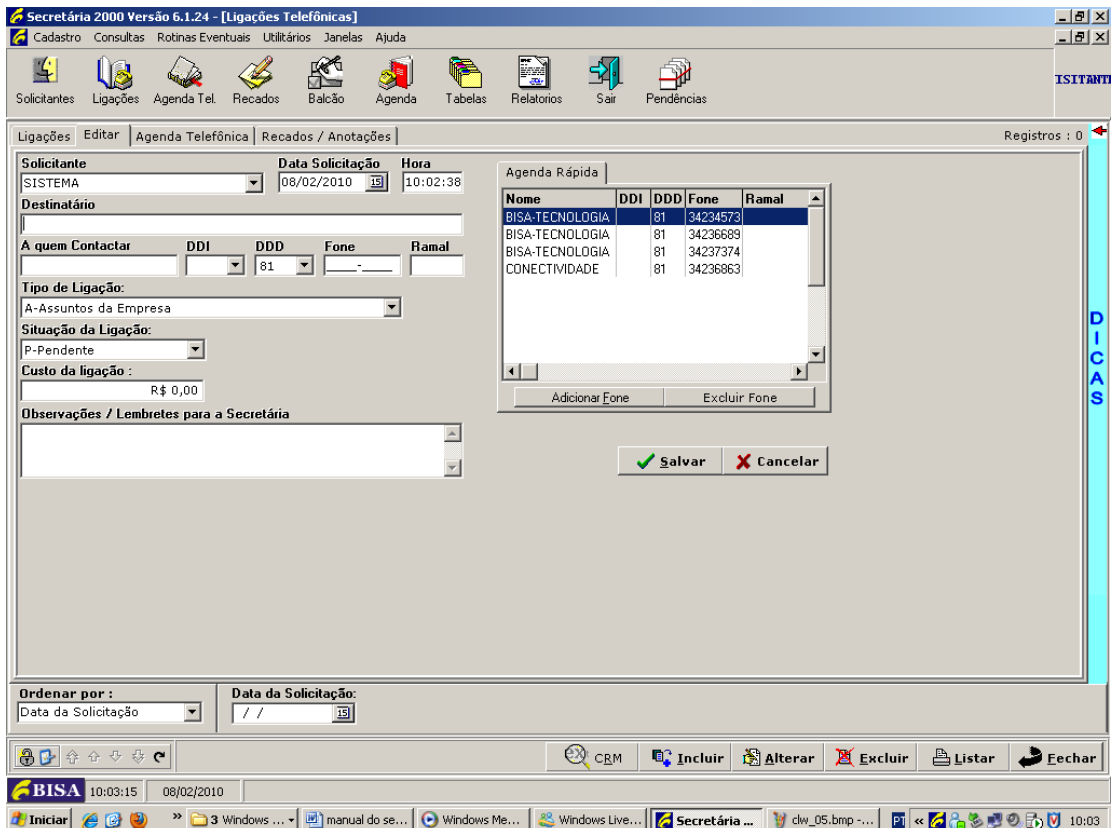 Secretária 2000 Versão 6.1.24 - [Ligações Telefônicas]
Cadastro Consultas Rotinas Eventuais Utilitários Janelas Ajuda
Solicitantes Ligações Agenda Tel. Recados Balcão Agenda Tabelas Relatorios Sair Pendências
ISITANT
Ligações Editar Agenda Telefônica Recados / Anotações Registros : 0
Solicitante Data Solicitação Hora
SISTEMA 08/02/2010 15 10:02:38
Destinatário
A quem Contactar DDI DDD Fone Ramal
81 ____-____
Tipo de Ligação:
A-Assuntos da Empresa
Situação da Ligação:
P-Pendente
Custo da ligação :
R$ 0,00
Observações / Lembretes para a Secretária
Agenda Rápida
Nome DDI DDD Fone Ramal
BISA-TECNOLOGIA 81 34234573
BISA-TECNOLOGIA 81 34236689
BISA-TECNOLOGIA 81 34237374
CONECTIVIDADE 81 34236863
Adicionar Fone Excluir Fone
Salvar Cancelar
DICAS
Ordenar por : Data da Solicitação:
Data da Solicitação / / 15
CRM Incluir Alterar Excluir Listar Fechar
BISA 10:03:15 08/02/2010
Iniciar » 3 Windows ... manual do se... Windows Me... Windows Live... Secretária ... clw_05.bmp -... PT « 10:03